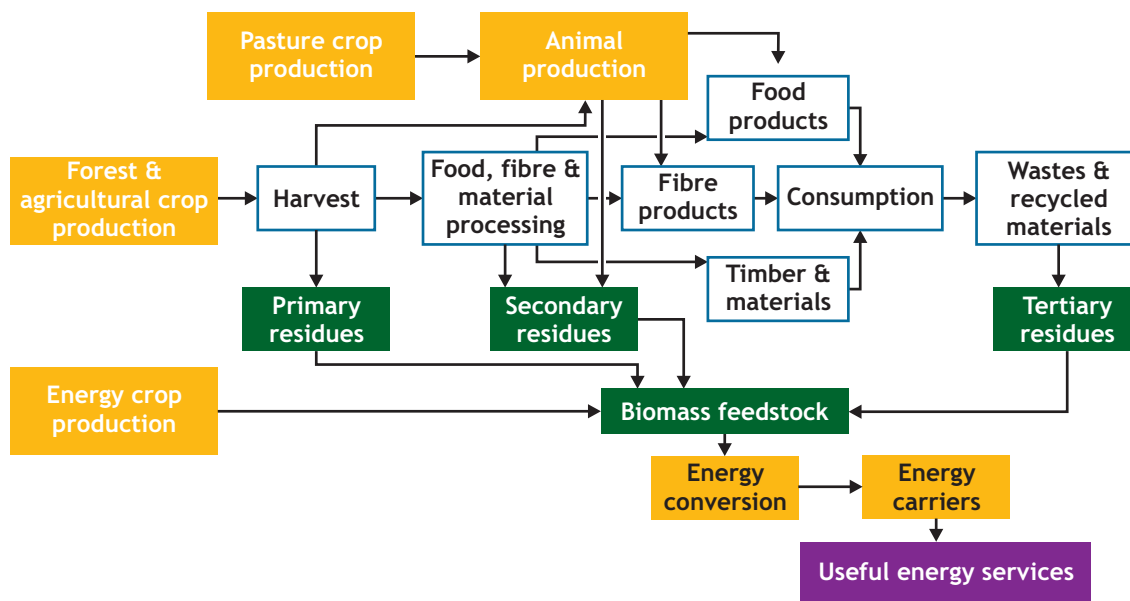 Pasture crop
production
Animal
production
Food
products
Forest &
agricultural crop
production
Harvest
Food, fibre &
material
processing
Fibre
products
Consumption
Wastes &
recycled
materials
Timber &
materials
Primary
residues
Secondary
residues
Tertiary
residues
Energy crop
production
Biomass feedstock
Energy
conversion
Energy
carriers
Useful energy services